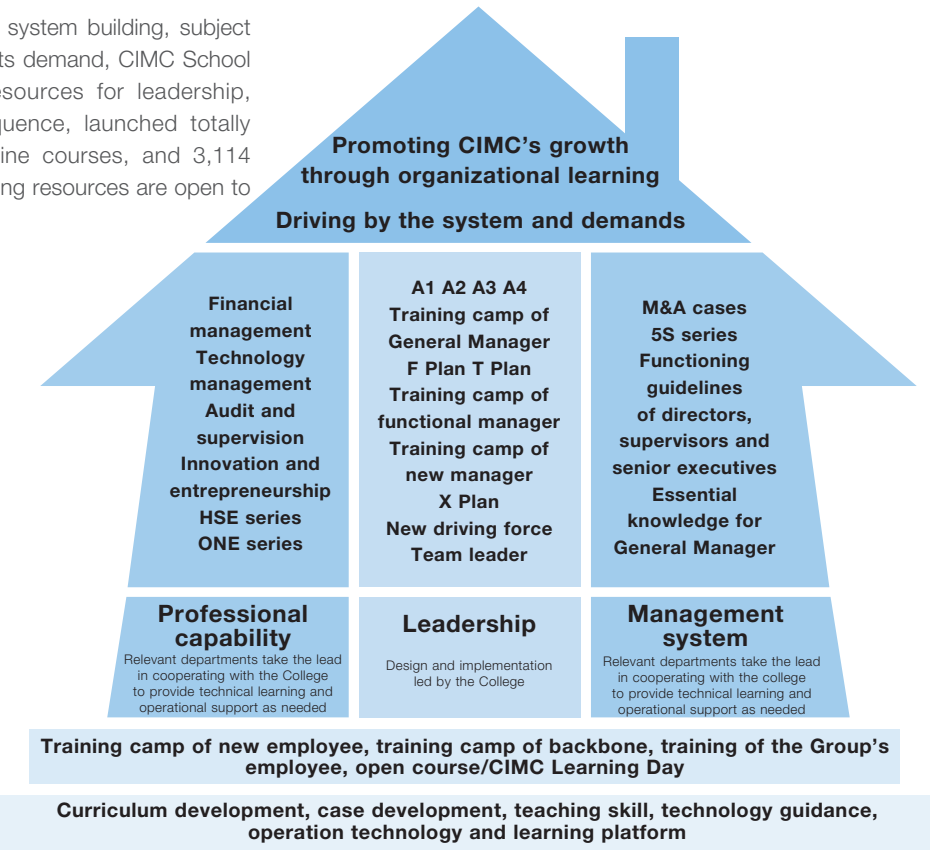 system building, subject
ts demand, CIMC School
esources for leadership,
quence, launched totally
ine courses, and 3,114
ng resources are open to
Promoting CIMC's growth
through organizational learning
Driving by the system and demands
Financial
management
Technology
management
Audit and
supervision
Innovation and
entrepreneurship
HSE series
ONE series
A1 A2 A3 A4
Training camp of
General Manager
F Plan T Plan
Training camp of
functional manager
Training camp of
new manager
X Plan
New driving force
Team leader
M&A cases
5S series
Functioning
guidelines
of directors,
supervisors and
senior executives
Essential
knowledge for
General Manager
Professional
capability
Relevant departments take the lead
in cooperating with the College
to provide technical learning and
operational support as needed
Leadership
Design and implementation
led by the College
Management
system
Relevant departments take the lead
in cooperating with the college
to provide technical learning and
operational support as needed
Training camp of new employee, training camp of backbone, training of the Group's
employee, open course/CIMC Learning Day
Curriculum development, case development, teaching skill, technology guidance,
operation technology and learning platform